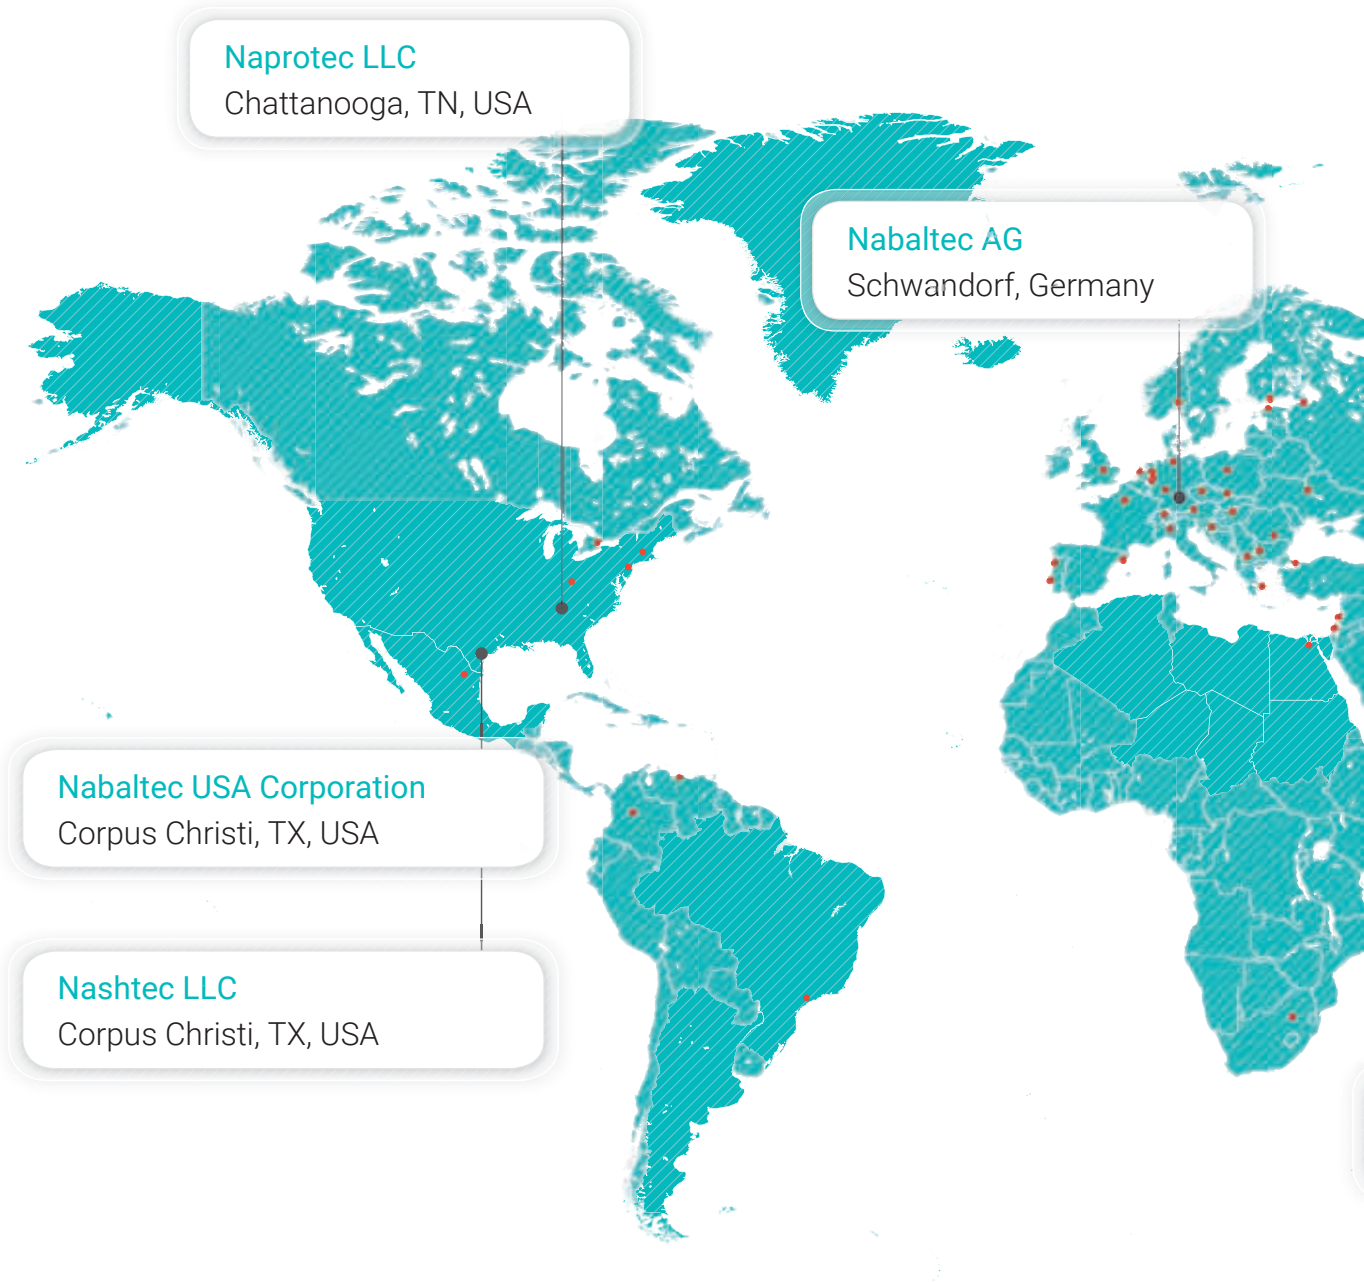 Naprotec LLC
Chattanooga, TN, USA
Nabaltec AG
Schwandorf, Germany
Nabaltec USA Corporation
Corpus Christi, TX, USA
Nashtec LLC
Corpus Christi, TX, USA